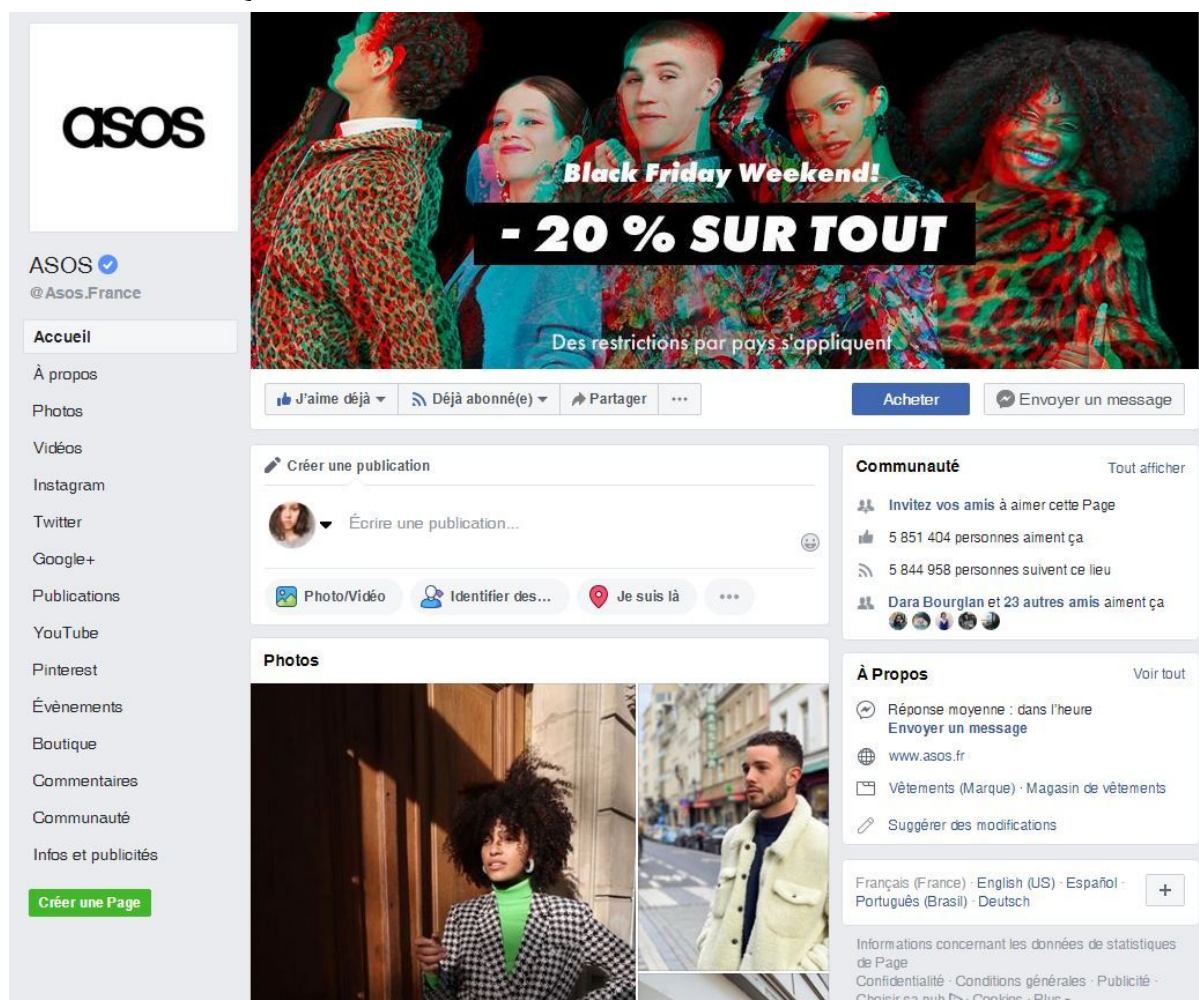 asos
ASOS
@Asos.France
Accueil
À propos
Photos
Vidéos
Instagram
Twitter
Google+
Publications
YouTube
Pinterest
Évènements
Boutique
Commentaires
Communauté
Infos et publicités
Créer une Page
Black Friday Weekend!
- 20 % SUR TOUT
Des restrictions par pays s'appliquent
J'aime déjà
Déjà abonné(e)
Partager
Acheter
Envoyer un message
Créer une publication
Écrire une publication...
Photo/Vidéo
Identifier des...
Je suis là
Photos
Communauté
Tout afficher
Invitez vos amis à aimer cette Page
5 851 404 personnes aiment ça
5 844 958 personnes suivent ce lieu
Dara Bourglan et 23 autres amis aiment ça
À Propos
Voir tout
Réponse moyenne : dans l'heure
Envoyer un message
www.asos.fr
Vêtements (Marque) · Magasin de vêtements
Suggérer des modifications
Français (France) · English (US) · Español ·
Português (Brasil) · Deutsch
Informations concernant les données de statistiques
de Page
Confidentialité · Conditions générales · Publicité ·
Choisir sa pub · Cookies · Plus